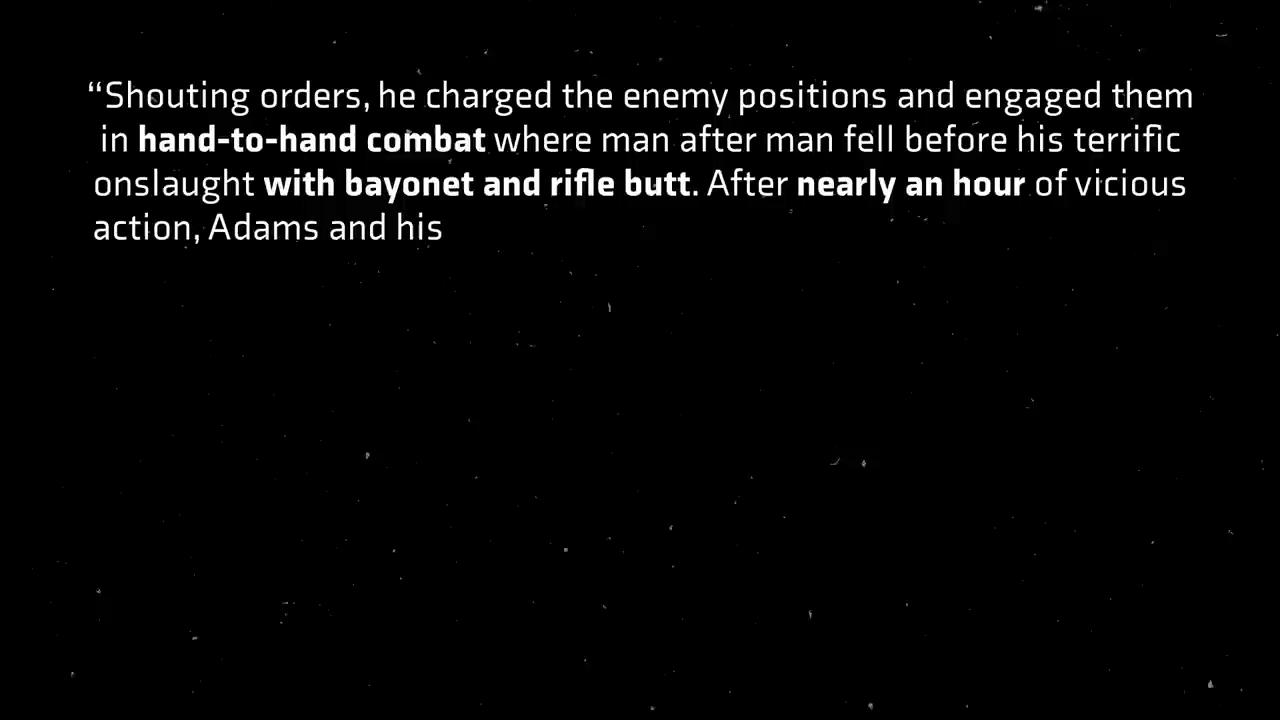 “Shouting orders, he charged the enemy positions and engaged them
in hand-to-hand combat where man after man fell before his terrific
onslaught with bayonet and rifle butt. After nearly an hour of vicious
action, Adams and his